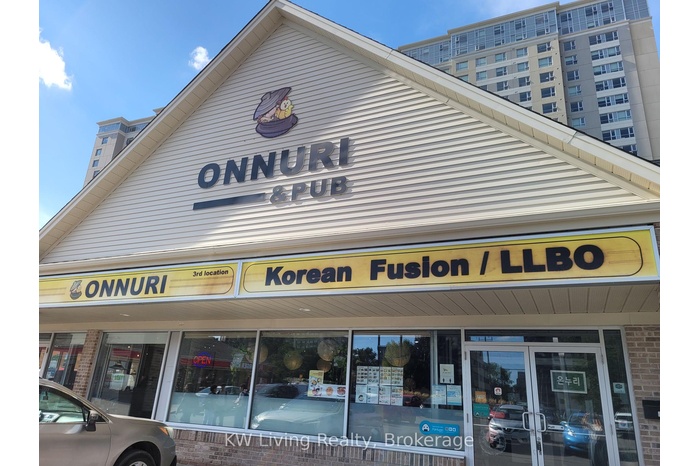 ONNURI
& PUB
ONNURI
3rd location
Korean Fusion / LLBO
OPEN
온누리
KW Living Realty, Brokerage